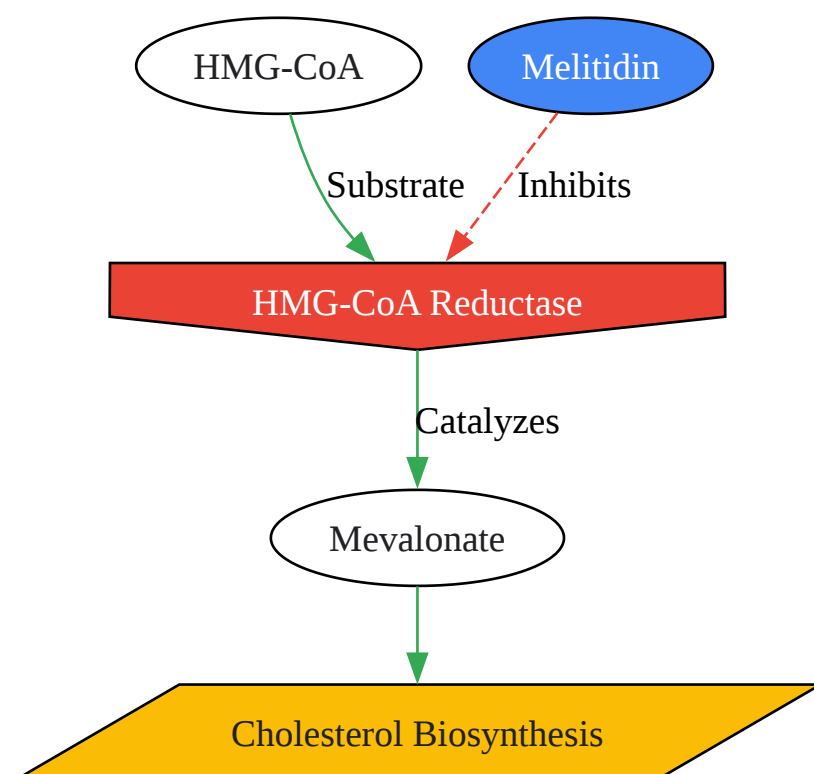 HMG-CoA
Melitidin
Substrate
Inhibits
HMG-CoA Reductase
Catalyzes
Mevalonate
Cholesterol Biosynthesis